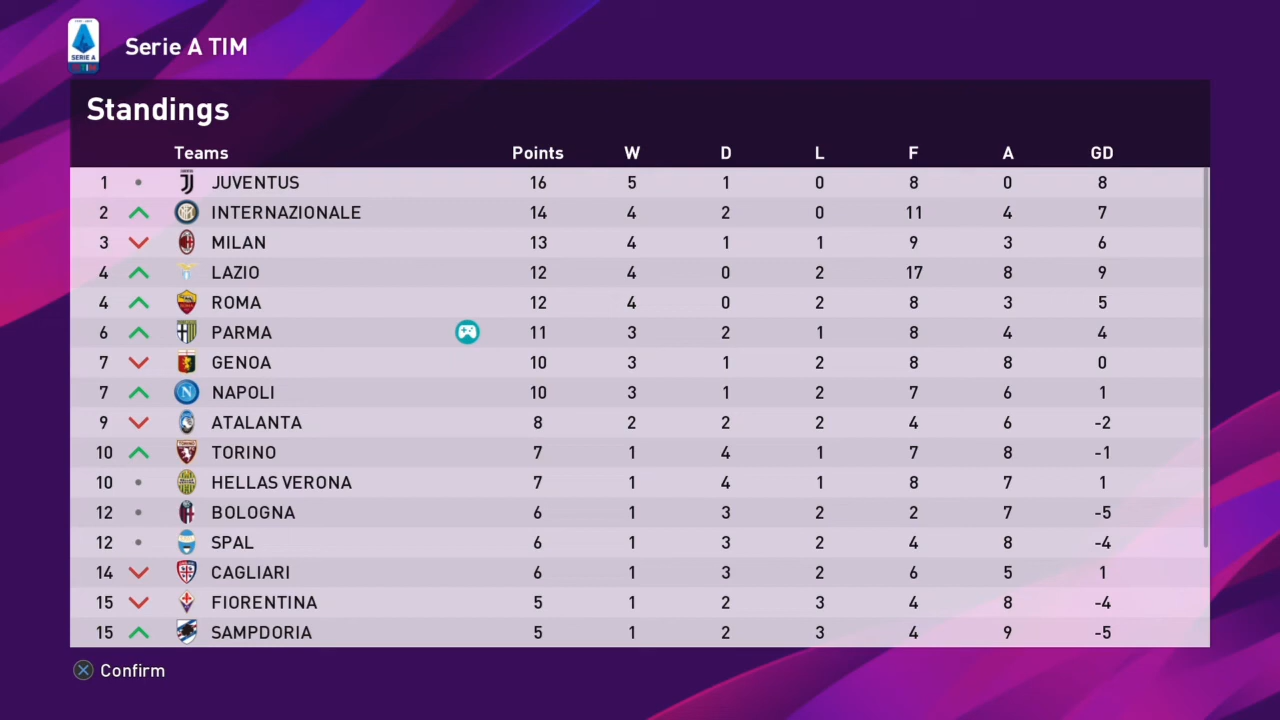 SERIE A
TIM
Serie A TIM
Standings
Teams Points W D L F A GD
1 JUVENTUS 16 5 1 0 8 0 8
2 INTERNAZIONALE 14 4 2 0 11 4 7
3 MILAN 13 4 1 1 9 3 6
4 LAZIO 12 4 0 2 17 8 9
4 ROMA 12 4 0 2 8 3 5
6 PARMA 11 3 2 1 8 4 4
7 GENOA 10 3 1 2 8 8 0
7 NAPOLI 10 3 1 2 7 6 1
9 ATALANTA 8 2 2 2 4 6 -2
10 TORINO 7 1 4 1 7 8 -1
10 HELLAS VERONA 7 1 4 1 8 7 1
12 BOLOGNA 6 1 3 2 2 7 -5
12 SPAL 6 1 3 2 4 8 -4
14 CAGLIARI 6 1 3 2 6 5 1
15 FIORENTINA 5 1 2 3 4 8 -4
15 SAMPDORIA 5 1 2 3 4 9 -5
Confirm